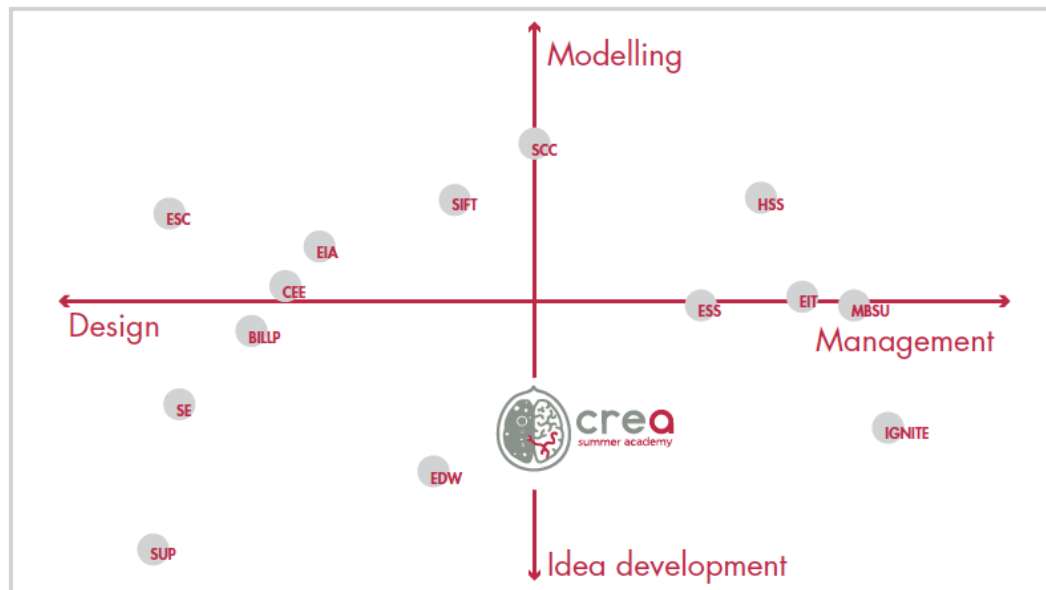 Modelling
SCC
SIFT
HSS
ESC
EIA
CEE
EIT
ESS
MBSU
Design
BILLP
Management
SE
crea
summer academy
IGNITE
EDW
SUP
Idea development